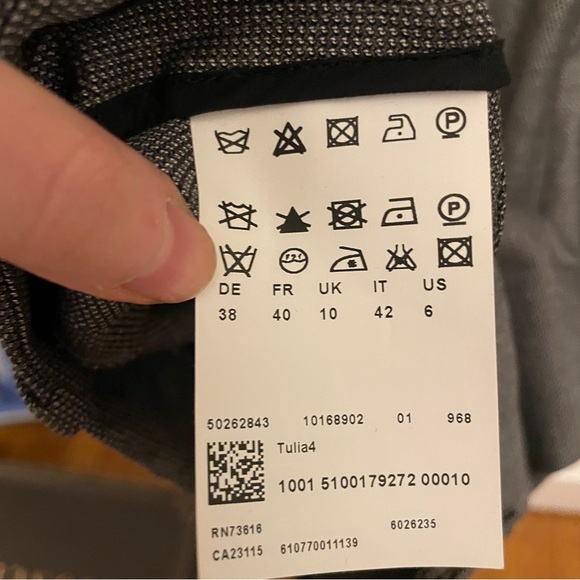 P
P
DE FR UK IT US
38 40 10 42 6
50262843 10168902 01 968
Tulia4
1001 5100179272 00010
RN73616 6026235
CA23115 610770011139